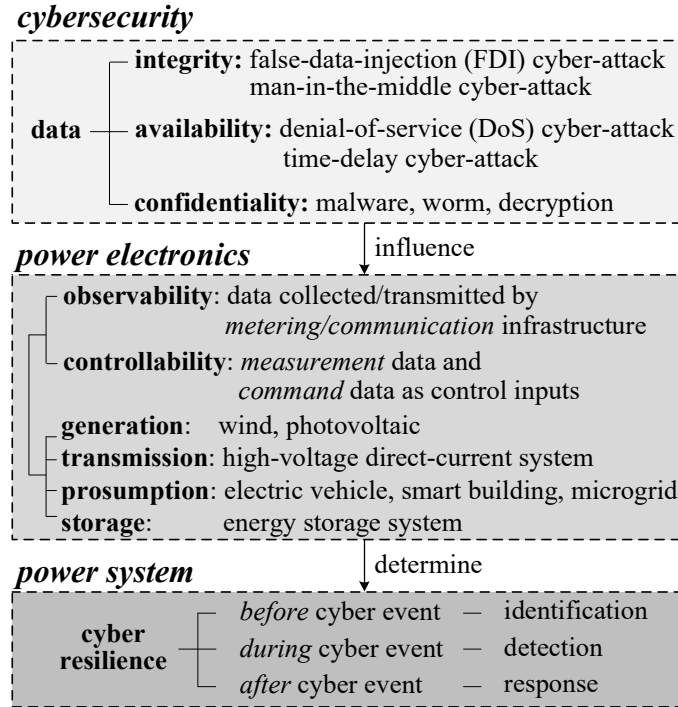 cybersecurity
integrity: false-data-injection (FDI) cyber-attack
man-in-the-middle cyber-attack
data
availability: denial-of-service (DoS) cyber-attack
time-delay cyber-attack
confidentiality: malware, worm, decryption
influence
power electronics
observability: data collected/transmitted by
metering/communication infrastructure
controllability: measurement data and
command data as control inputs
generation: wind, photovoltaic
transmission: high-voltage direct-current system
prosumption: electric vehicle, smart building, microgrid
storage: energy storage system
determine
power system
cyber
resilience
before cyber event – identification
during cyber event – detection
after cyber event – response